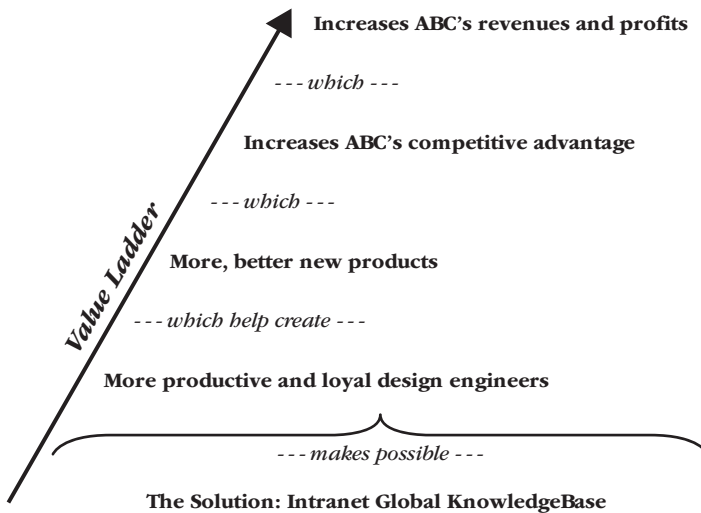 Increases ABC's revenues and profits
--- which ---
Increases ABC's competitive advantage
--- which ---
Value Ladder
More, better new products
--- which help create ---
More productive and loyal design engineers
--- makes possible ---
The Solution: Intranet Global KnowledgeBase